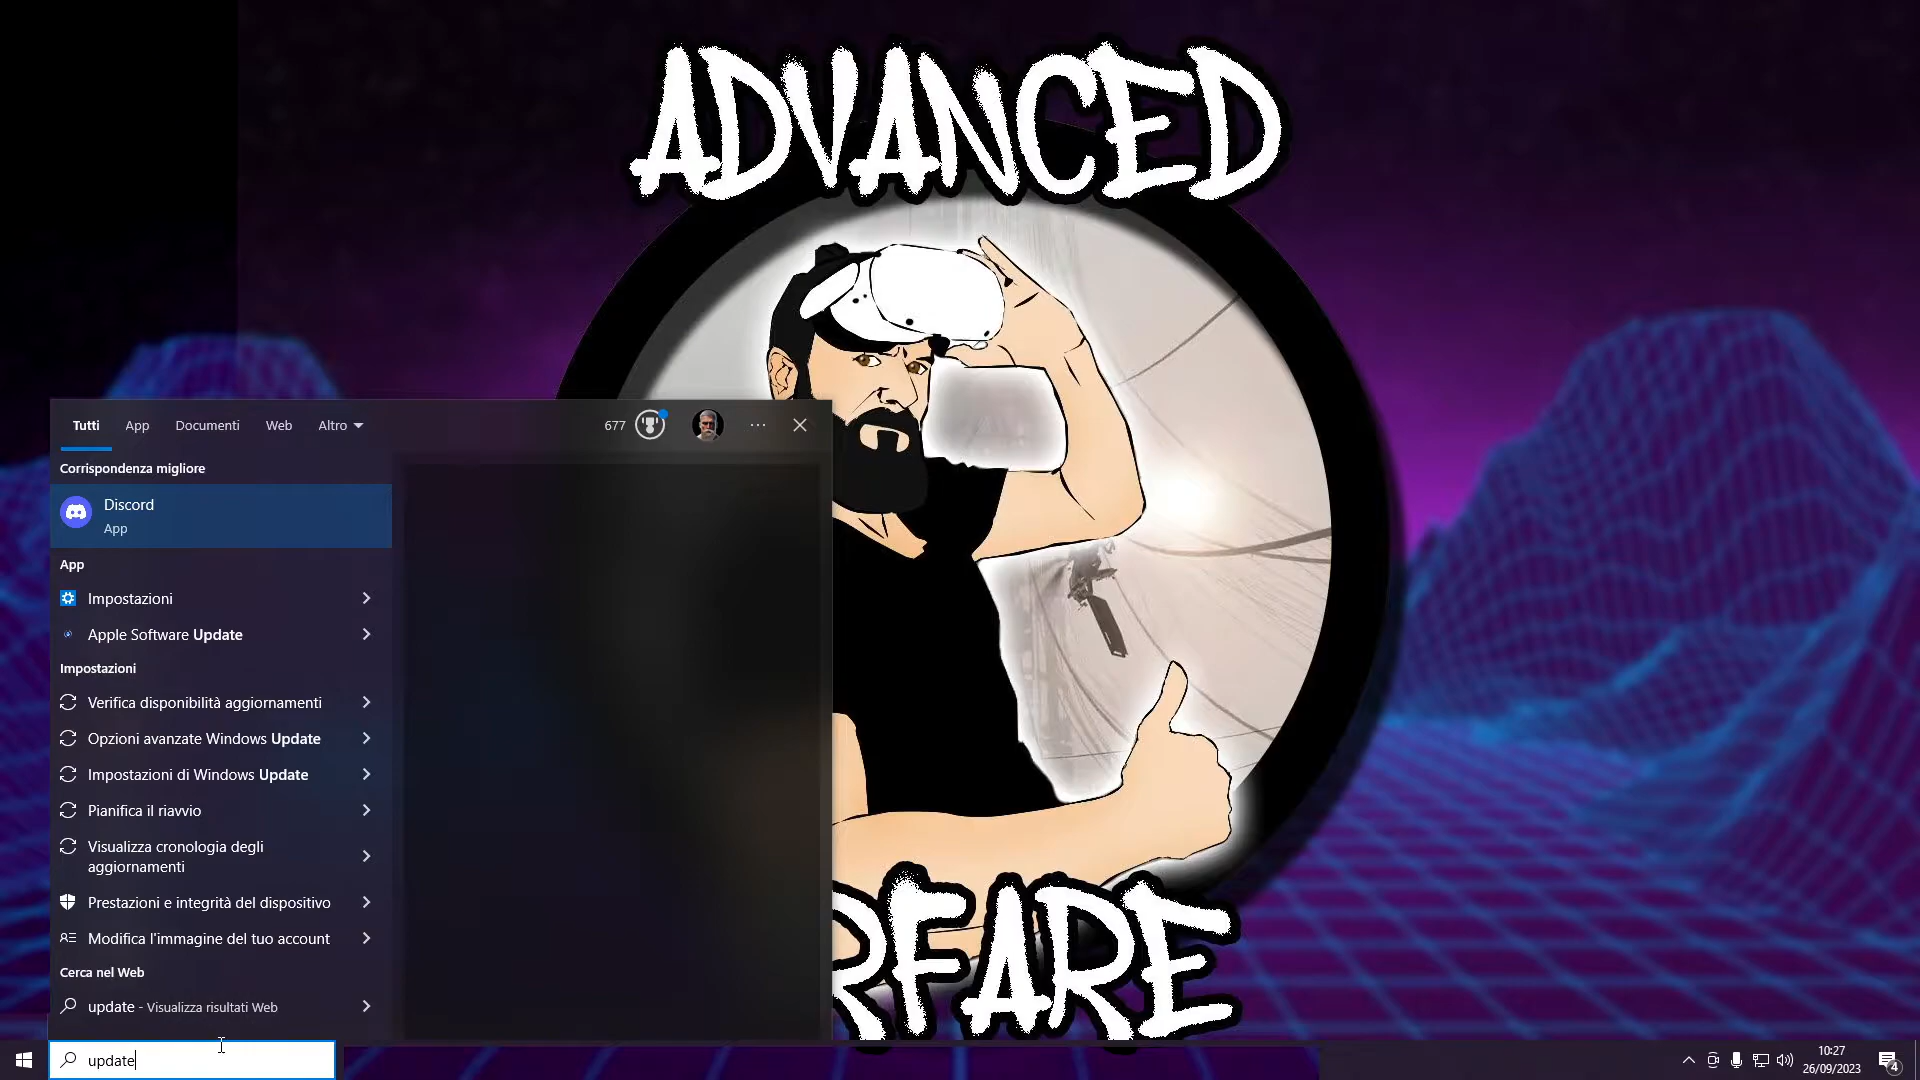 ADVANCED
Tutti App Documenti Web Altro 677
Corrispondenza migliore
Discord
App
App
Impostazioni
Apple Software Update
Impostazioni
Verifica disponibilità aggiornamenti
Opzioni avanzate Windows Update
Impostazioni di Windows Update
Pianifica il riavvio
Visualizza cronologia degli
aggiornamenti
Prestazioni e integrità del dispositivo
Modifica l'immagine del tuo account
Cerca nel Web
update - Visualizza risultati Web
RFARE
update
10:27
26/09/2023
4